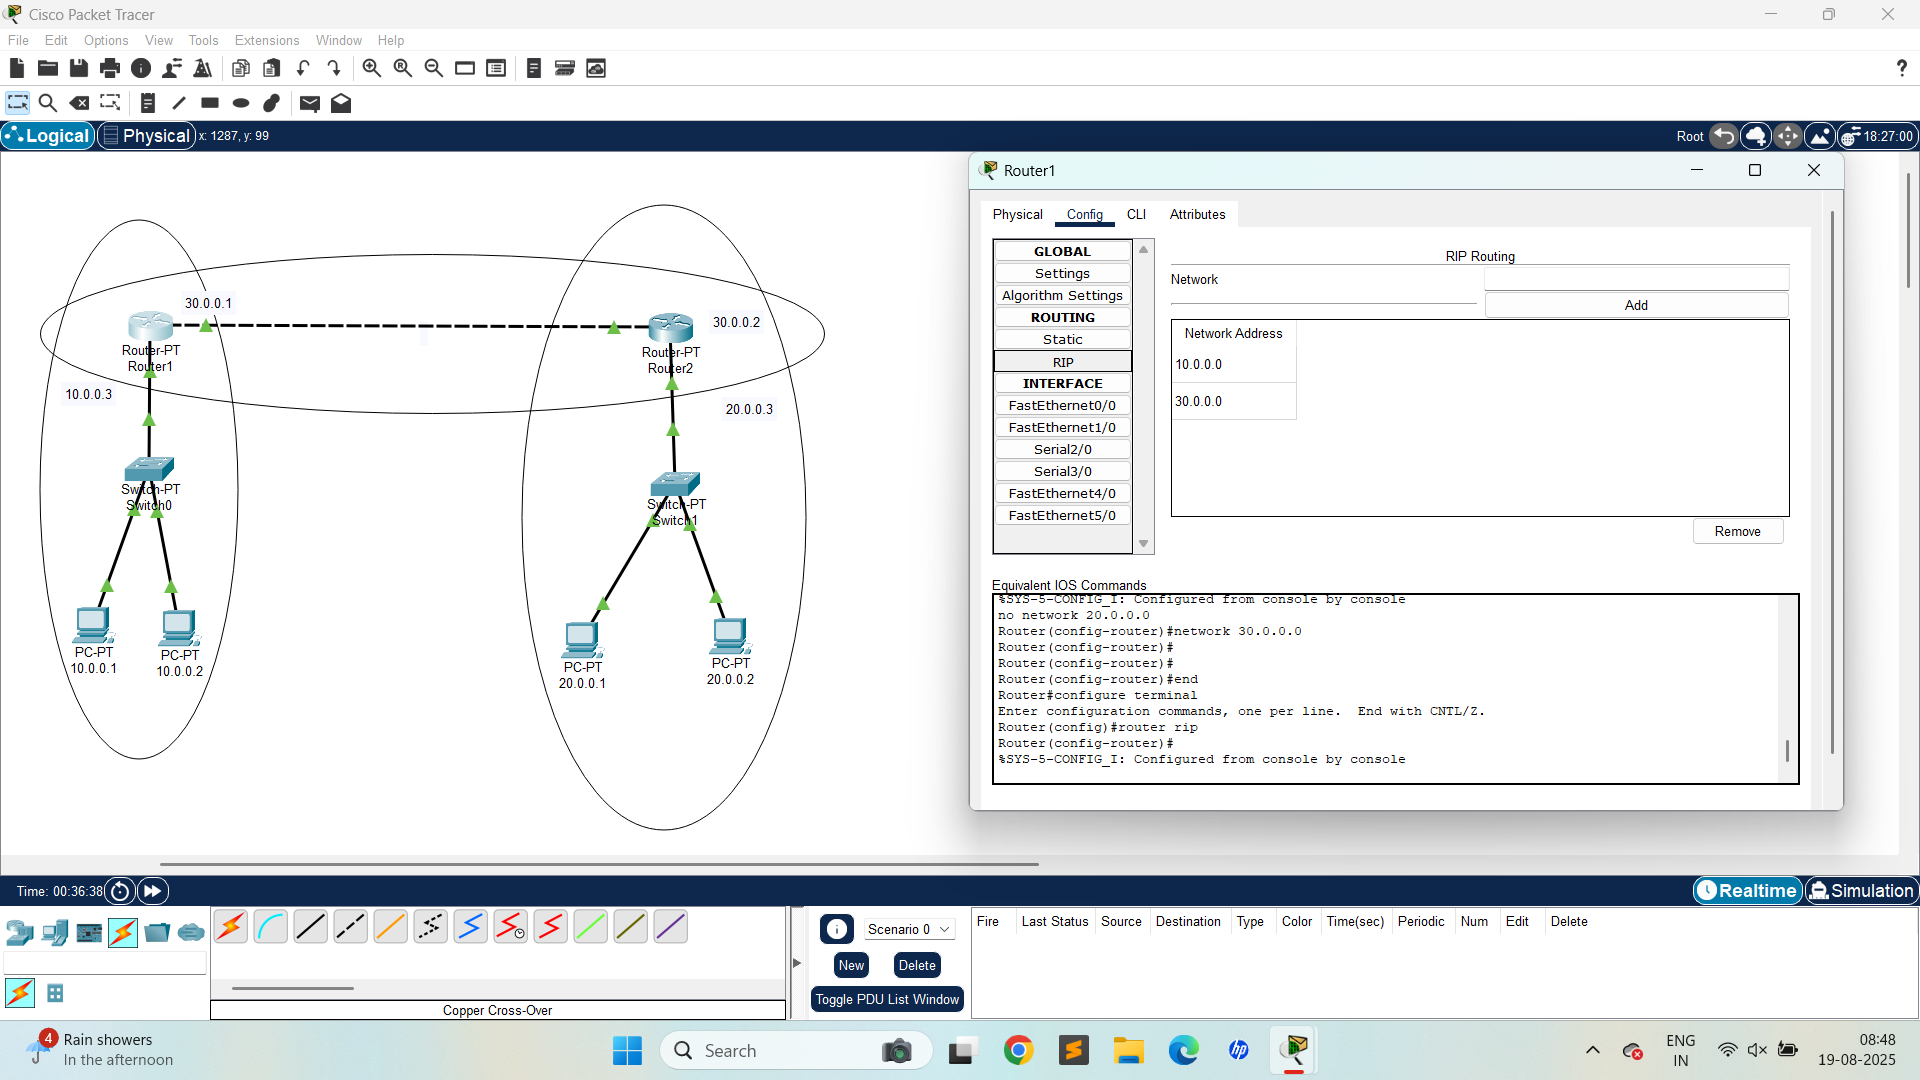 Cisco Packet Tracer
File Edit Options View Tools Extensions Window Help
?
Logical Physical x: 1287, y: 99 Root 18:27:00
Router1
Physical Config CLI Attributes
GLOBAL
Settings
Algorithm Settings
ROUTING
Static
RIP
INTERFACE
FastEthernet0/0
FastEthernet1/0
Serial2/0
Serial3/0
FastEthernet4/0
FastEthernet5/0
RIP Routing
Network
Add
Network Address
10.0.0.0
30.0.0.0
Remove
Equivalent IOS Commands
%SYS-5-CONFIG_I: Configured from console by console
no network 20.0.0.0
Router(config-router)#network 30.0.0.0
Router(config-router)#
Router(config-router)#
Router(config-router)#end
Router#configure terminal
Enter configuration commands, one per line.  End with CNTL/Z.
Router(config)#router rip
Router(config-router)#
%SYS-5-CONFIG_I: Configured from console by console
30.0.0.1
30.0.0.2
Router-PT
Router1
Router-PT
Router2
10.0.0.3
20.0.0.3
Switch-PT
Switch0
Switch-PT
Switch1
PC-PT
10.0.0.1
PC-PT
10.0.0.2
PC-PT
20.0.0.1
PC-PT
20.0.0.2
Time: 00:36:38 Realtime Simulation
Scenario 0
New Delete
Toggle PDU List Window
Fire Last Status Source Destination Type Color Time(sec) Periodic Num Edit Delete
Copper Cross-Over
4
Rain showers
In the afternoon
Search
hp
ENG
IN
08:48
19-08-2025